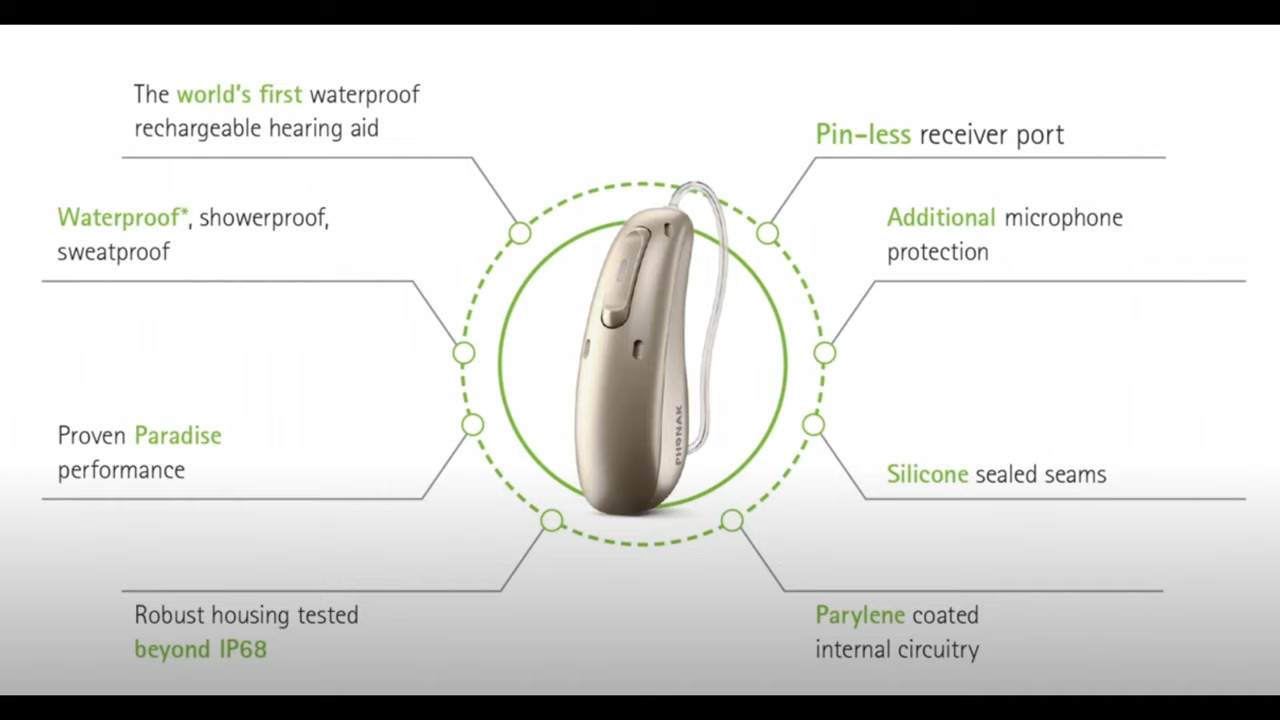 The world's first waterproof
rechargeable hearing aid
Waterproof*, showerproof,
sweatproof
Proven Paradise
performance
Robust housing tested
beyond IP68
Pin-less receiver port
Additional microphone
protection
Silicone sealed seams
Parylene coated
internal circuitry
PHONAK